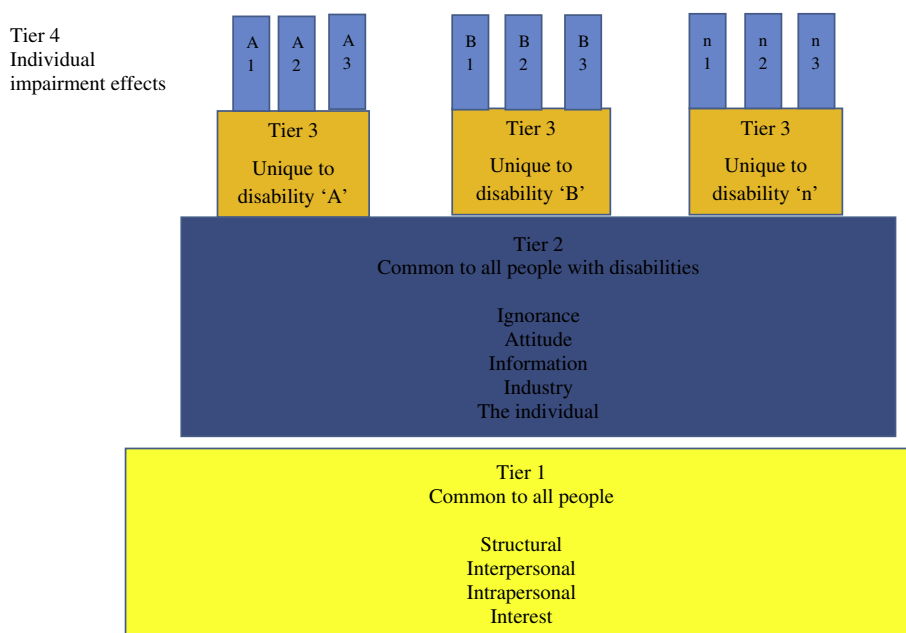 Tier 4
Individual
impairment effects
A
1
A
2
A
3
B
1
B
2
B
3
n
1
n
2
n
3
Tier 3
Unique to
disability ‘A’
Tier 3
Unique to
disability ‘B’
Tier 3
Unique to
disability ‘n’
Tier 2
Common to all people with disabilities
Ignorance
Attitude
Information
Industry
The individual
Tier 1
Common to all people
Structural
Interpersonal
Intrapersonal
Interest